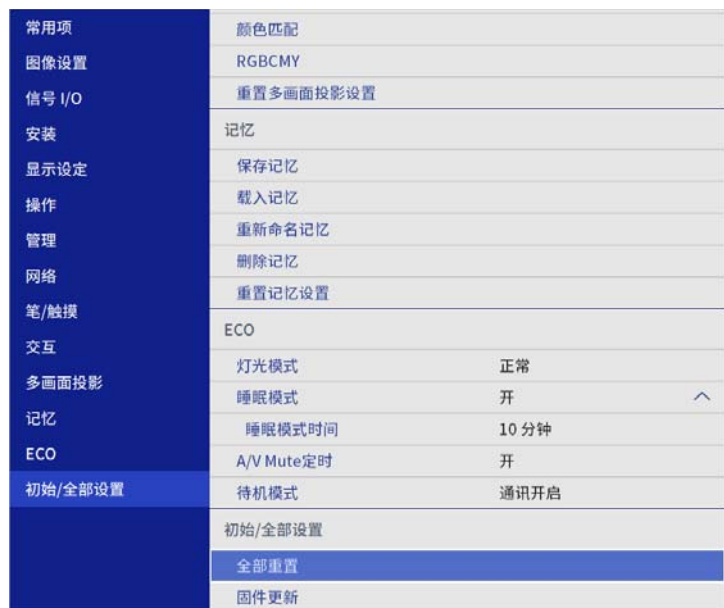 常用项
图像设置
信号 I/O
安装
显示设定
操作
管理
网络
笔/触摸
交互
多画面投影
记忆
ECO
初始/全部设置
颜色匹配
RGBCMY
重置多画面投影设置
记忆
保存记忆
载入记忆
重新命名记忆
删除记忆
重置记忆设置
ECO
灯光模式 正常
睡眠模式 开
睡眠模式时间 10 分钟
A/V Mute定时 开
待机模式 通讯开启
初始/全部设置
全部重置
固件更新